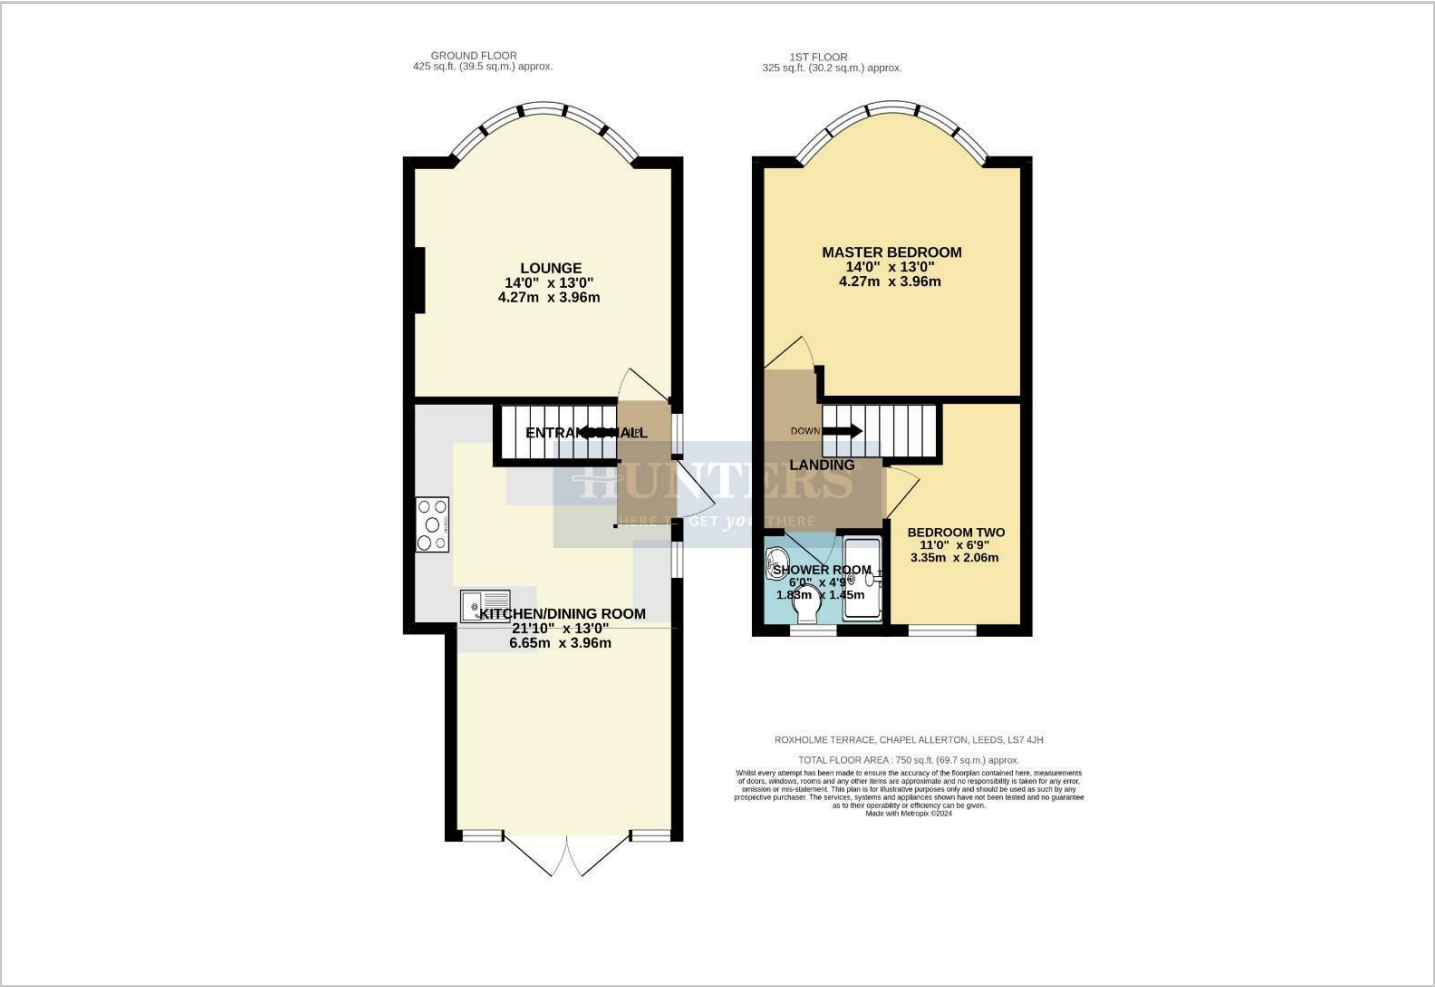 GROUND FLOOR
425 sq.ft. (39.5 sq.m.) approx.
1ST FLOOR
325 sq.ft. (30.2 sq.m.) approx.
LOUNGE
14'0" x 13'0"
4.27m x 3.96m
MASTER BEDROOM
14'0" x 13'0"
4.27m x 3.96m
ENTRANCE HALL
UP
DOWN
LANDING
HUNTERS
HERE TO GET you THERE
BEDROOM TWO
11'0" x 6'9"
3.35m x 2.06m
SHOWER ROOM
6'0" x 4'9"
1.83m x 1.45m
KITCHEN/DINING ROOM
21'10" x 13'0"
6.65m x 3.96m
ROXHOLME TERRACE, CHAPEL ALLERTON, LEEDS, LS7 4JH
TOTAL FLOOR AREA : 750 sq.ft. (69.7 sq.m.) approx.
Whilst every attempt has been made to ensure the accuracy of the floorplan contained here, measurements
of doors, windows, rooms and any other items are approximate and no responsibility is taken for any error,
omission or mis-statement. This plan is for illustrative purposes only and should be used as such by any
prospective purchaser. The services, systems and appliances shown have not been tested and no guarantee
as to their operability or efficiency can be given.
Made with Metropix ©2024